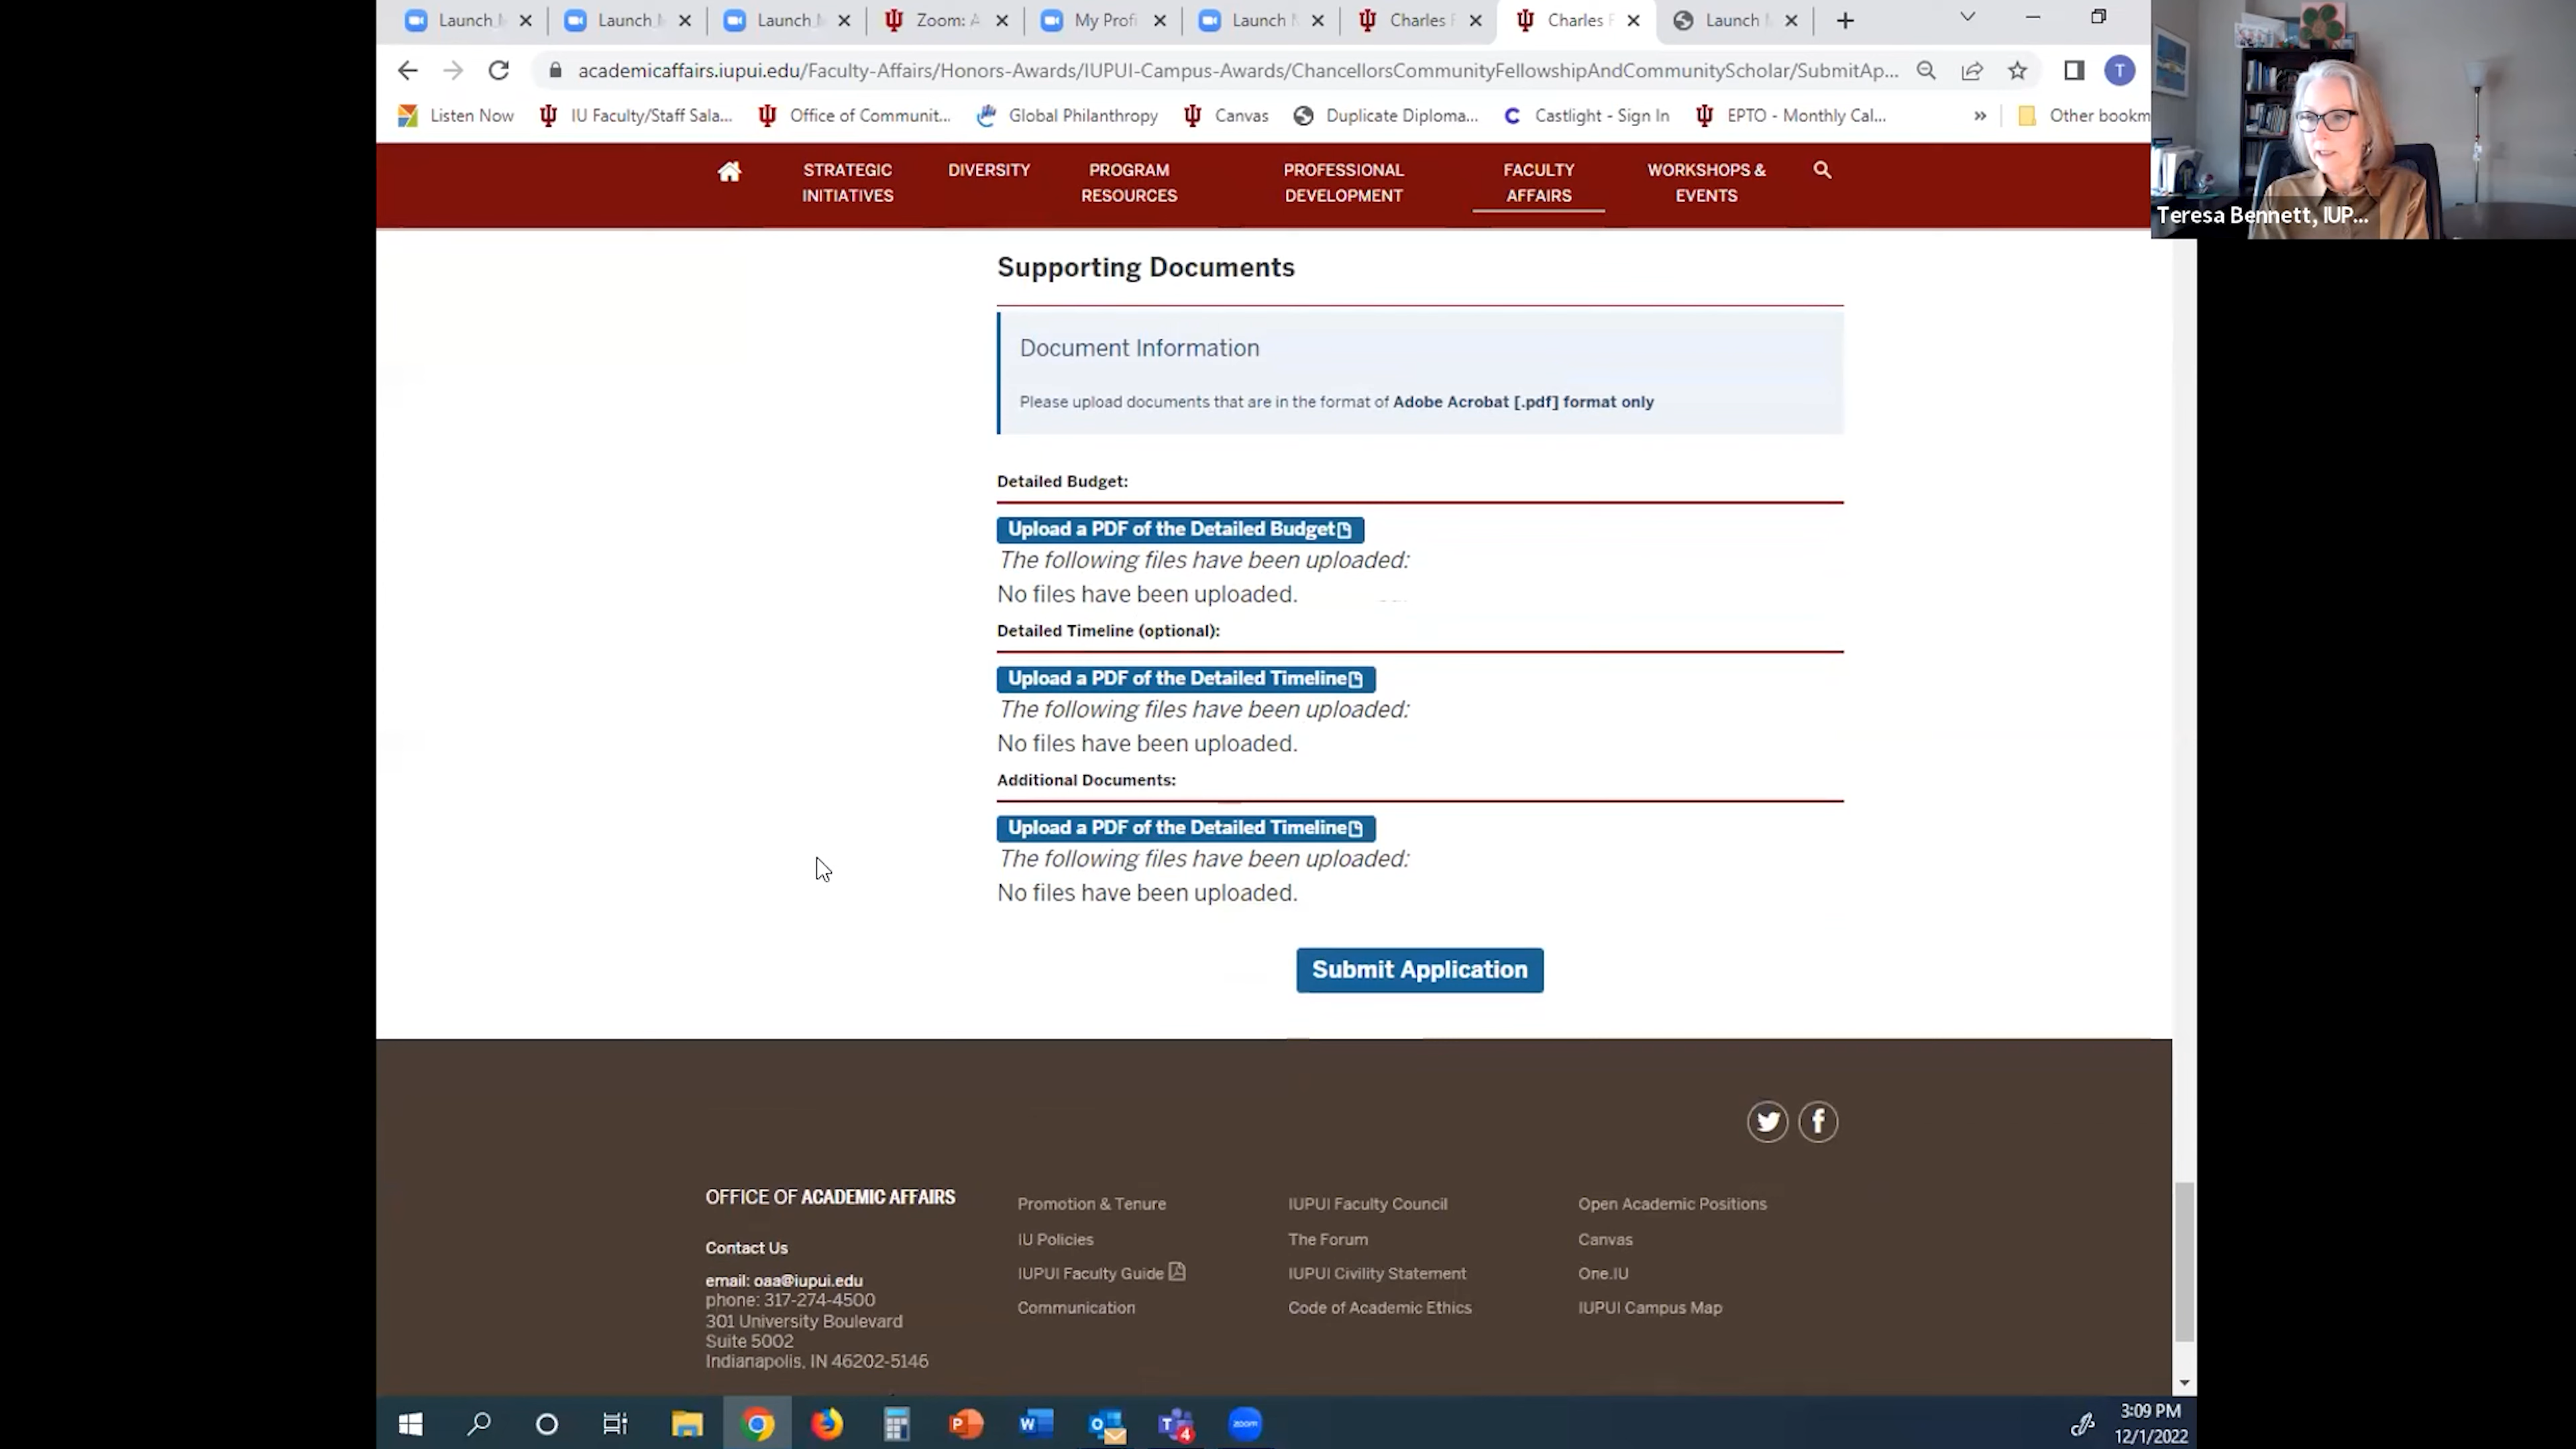 Launch
Launch
Launch
Zoom: A
My Profi
Launch
Charles F
Charles F
Launch
academicaffairs.iupui.edu/Faculty-Affairs/Honors-Awards/IUPUI-Campus-Awards/ChancellorsCommunityFellowshipAndCommunityScholar/SubmitAp...
T
Listen Now
IU Faculty/Staff Sala...
Office of Communit...
Global Philanthropy
Canvas
Duplicate Diploma...
Castlight - Sign In
EPTO - Monthly Cal...
»
Other bookm
STRATEGIC
INITIATIVES
DIVERSITY
PROGRAM
RESOURCES
PROFESSIONAL
DEVELOPMENT
FACULTY
AFFAIRS
WORKSHOPS &
EVENTS
Teresa Bennett, IUP...
Supporting Documents
Document Information
Please upload documents that are in the format of Adobe Acrobat [.pdf] format only
Detailed Budget:
Upload a PDF of the Detailed Budget
The following files have been uploaded:
No files have been uploaded.
Detailed Timeline (optional):
Upload a PDF of the Detailed Timeline
The following files have been uploaded:
No files have been uploaded.
Additional Documents:
Upload a PDF of the Detailed Timeline
The following files have been uploaded:
No files have been uploaded.
Submit Application
OFFICE OF ACADEMIC AFFAIRS
Contact Us
email: oaa@iupui.edu
phone: 317-274-4500
301 University Boulevard
Suite 5002
Indianapolis, IN 46202-5146
Promotion & Tenure
IU Policies
IUPUI Faculty Guide
Communication
IUPUI Faculty Council
The Forum
IUPUI Civility Statement
Code of Academic Ethics
Open Academic Positions
Canvas
One.IU
IUPUI Campus Map
zoom
4
3:09 PM
12/1/2022